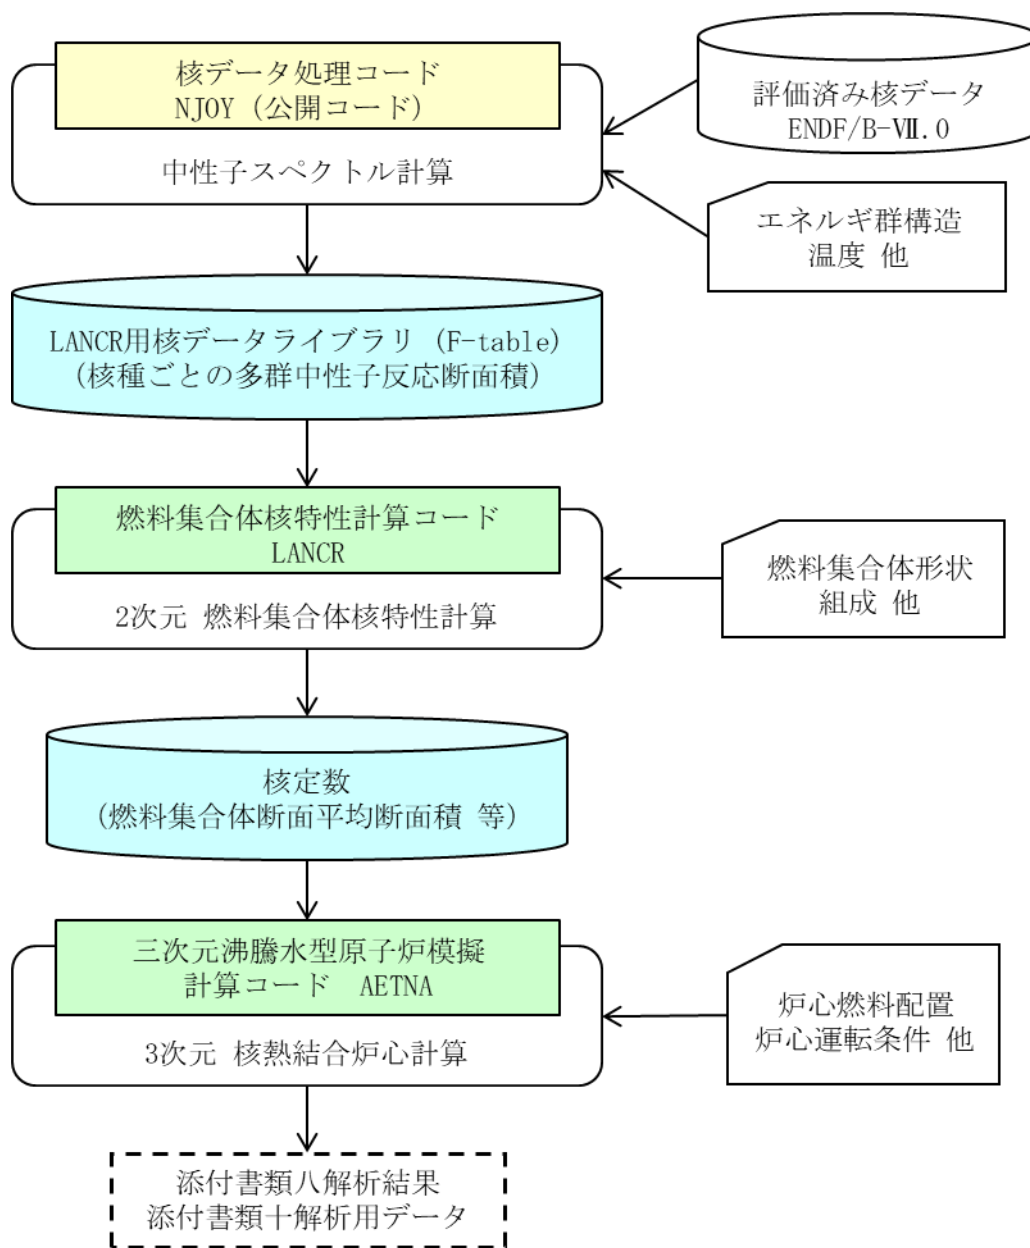 核データ処理コード
NJOY (公開コード)
中性子スペクトル計算
評価済み核データ
ENDF/B-Ⅶ.0
エネルギ群構造
温度 他
LANCR用核データライブラリ (F-table)
(核種ごとの多群中性子反応断面積)
燃料集合体核特性計算コード
LANCR
2次元 燃料集合体核特性計算
燃料集合体形状
組成 他
核定数
(燃料集合体断面平均断面積 等)
三次元沸騰水型原子炉模擬
計算コード AETNA
3次元 核熱結合炉心計算
炉心燃料配置
炉心運転条件 他
添付書類八解析結果
添付書類十解析用データ